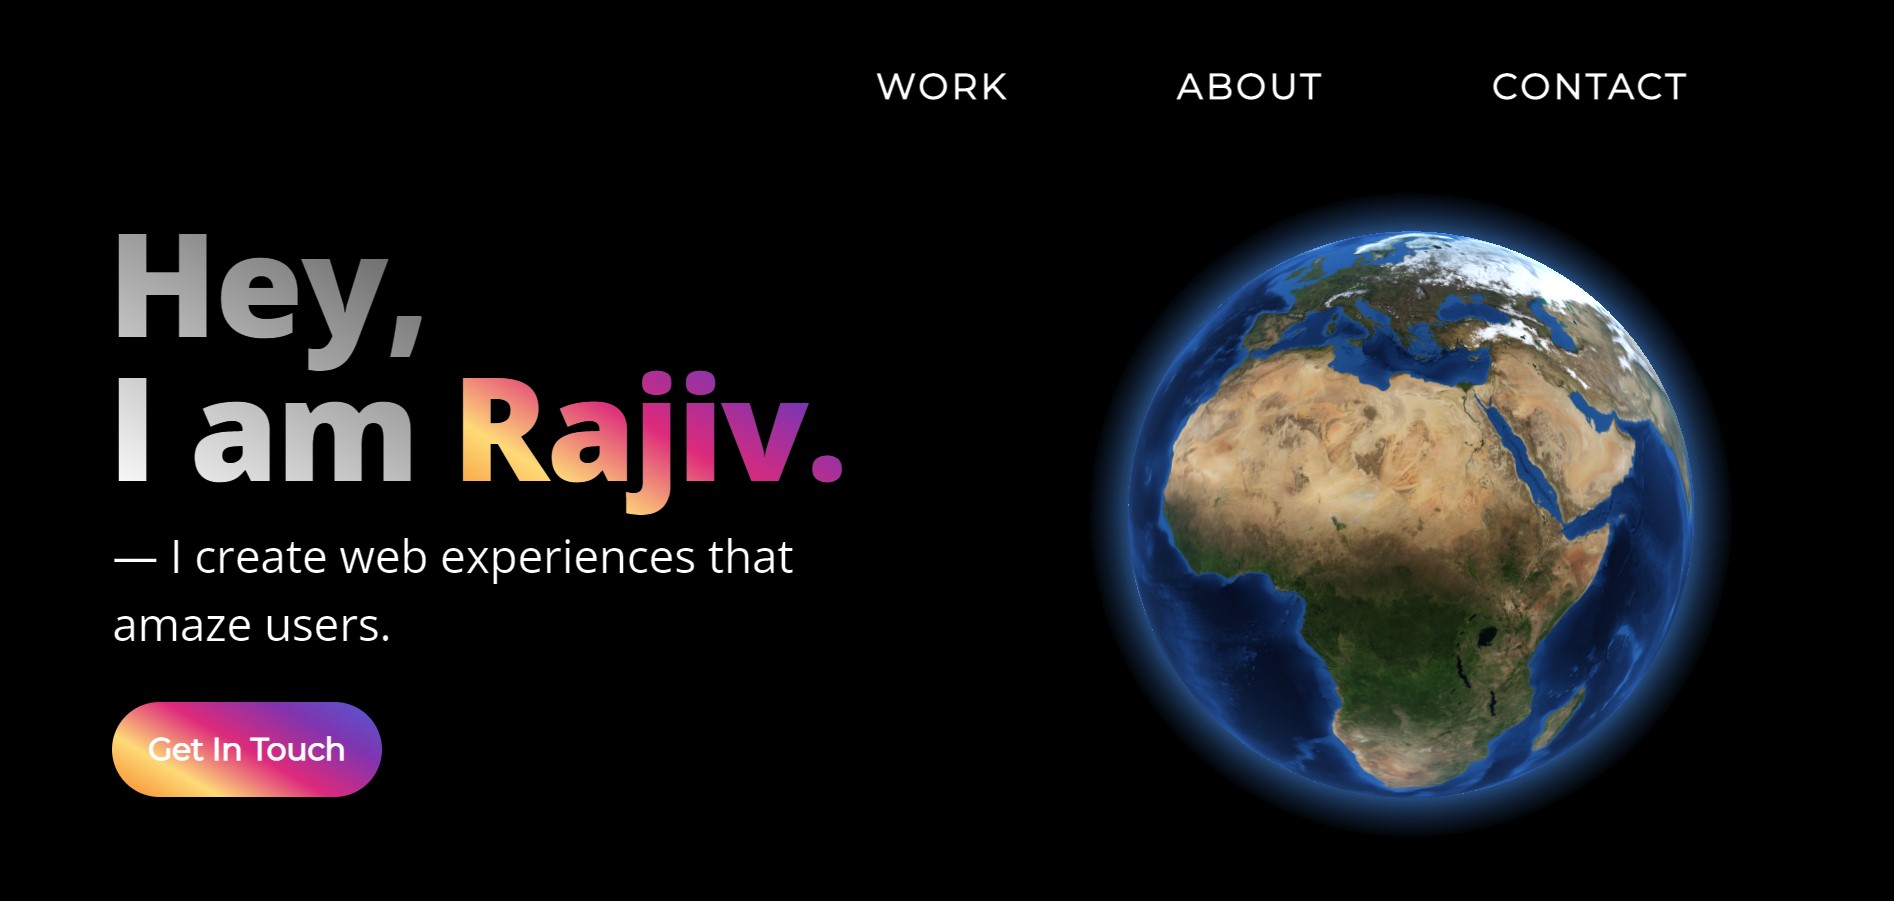 WORK ABOUT CONTACT
Hey,
I am Rajiv.
— I create web experiences that
amaze users.
Get In Touch